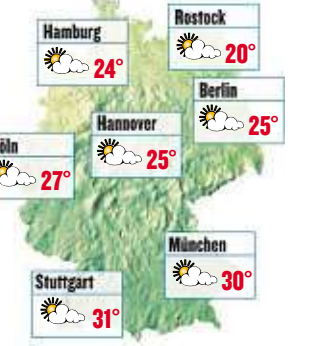 Rostock
20°
Hamburg
24°
Berlin
25°
Hannover
25°
öln
27°
München
30°
Stuttgart
31°